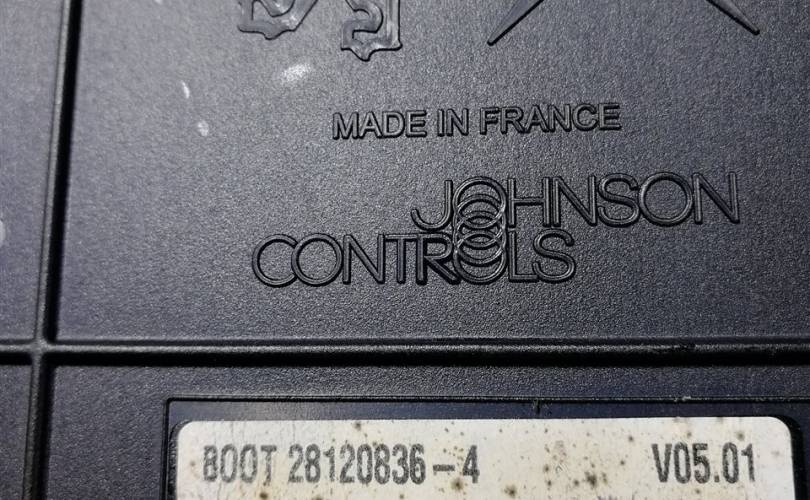 MADE IN FRANCE
JOHNSON
CONTROLS
BOOT 28120836-4 V05.01